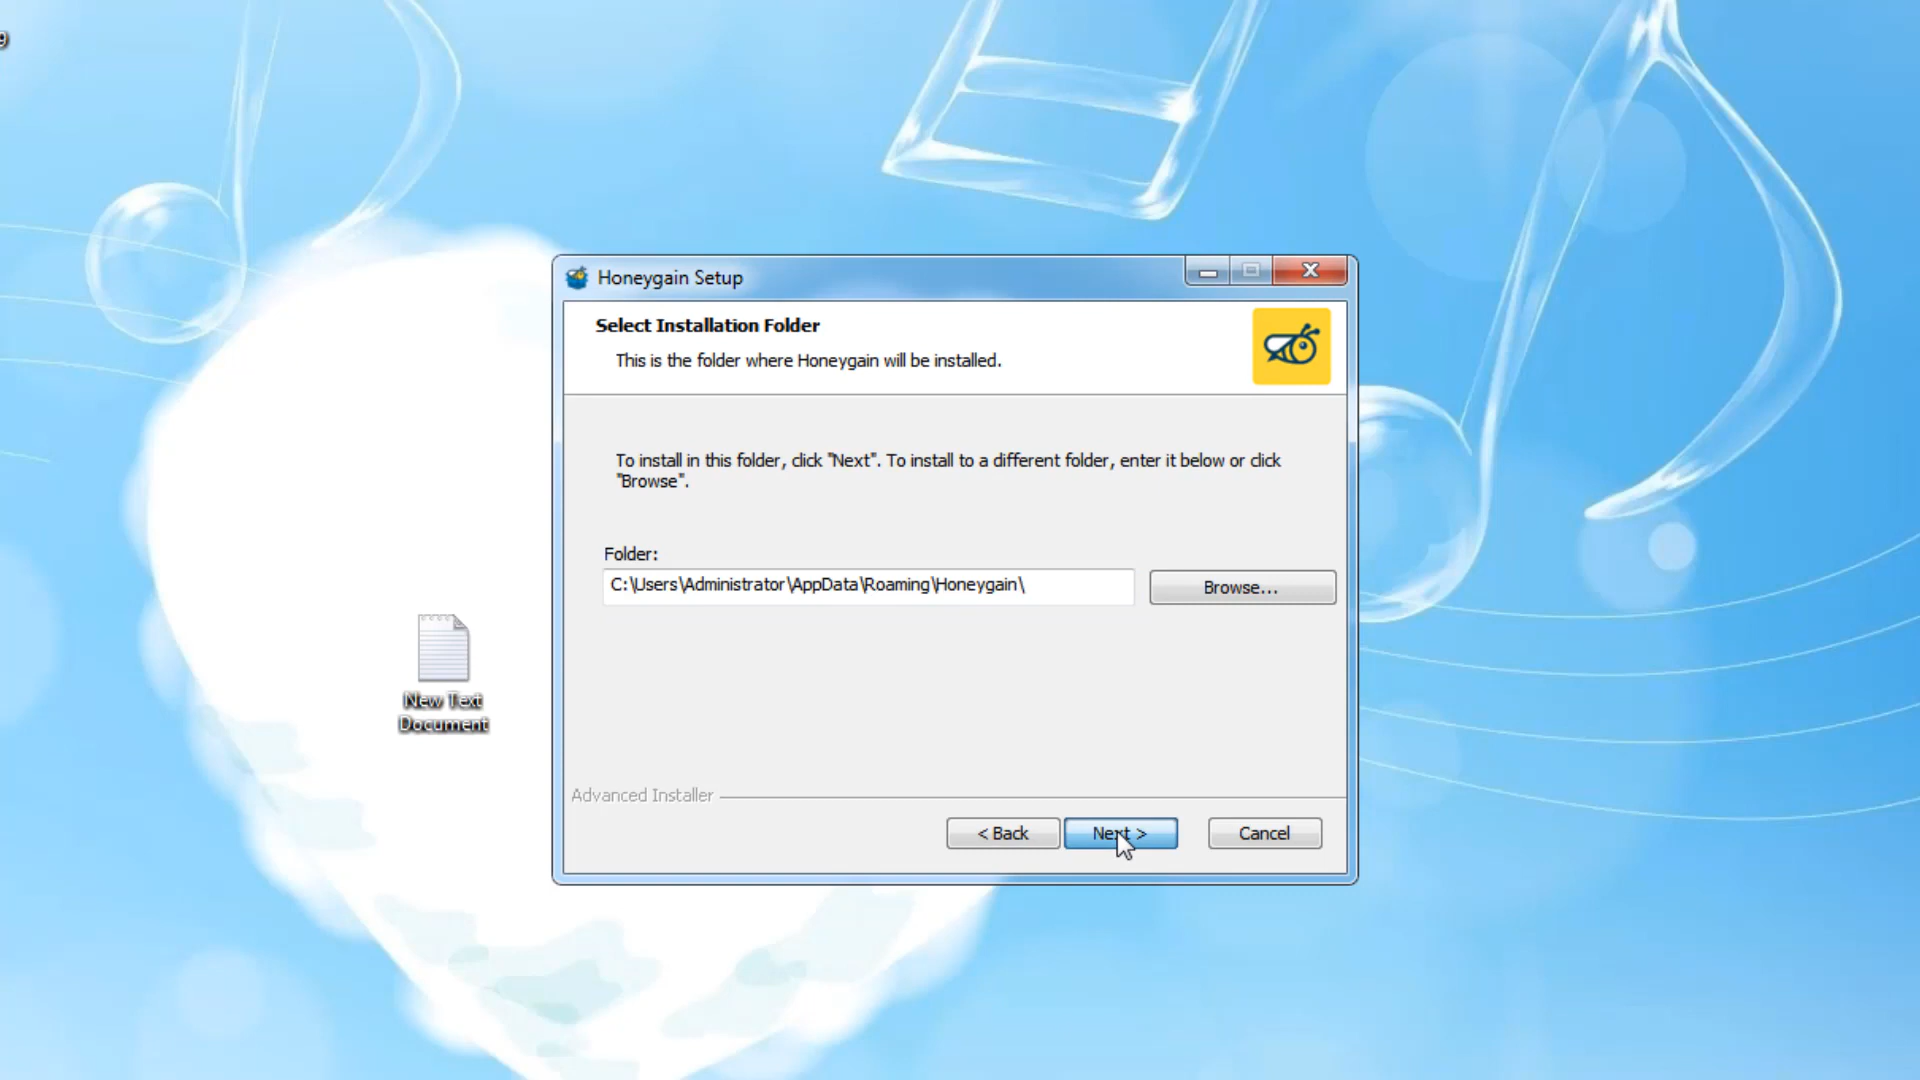 9
Honeygain Setup
Select Installation Folder
This is the folder where Honeygain will be installed.
To install in this folder, click "Next". To install to a different folder, enter it below or click
"Browse".
Folder:
C:\Users\Administrator\AppData\Roaming\Honeygain\
Browse...
New Text
Document
Advanced Installer
< Back
Next >
Cancel